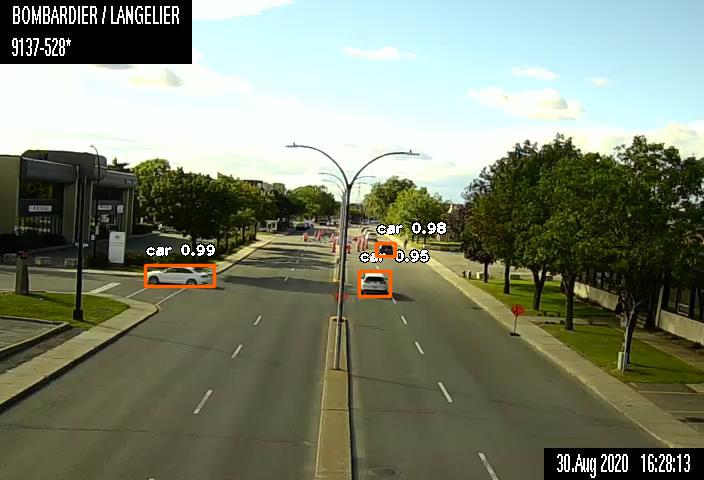 BOMBARDIER / LANGELIER
9137-528*
car 0.99
car 0.98
car 0.95
30.Aug 2020 16:28:13